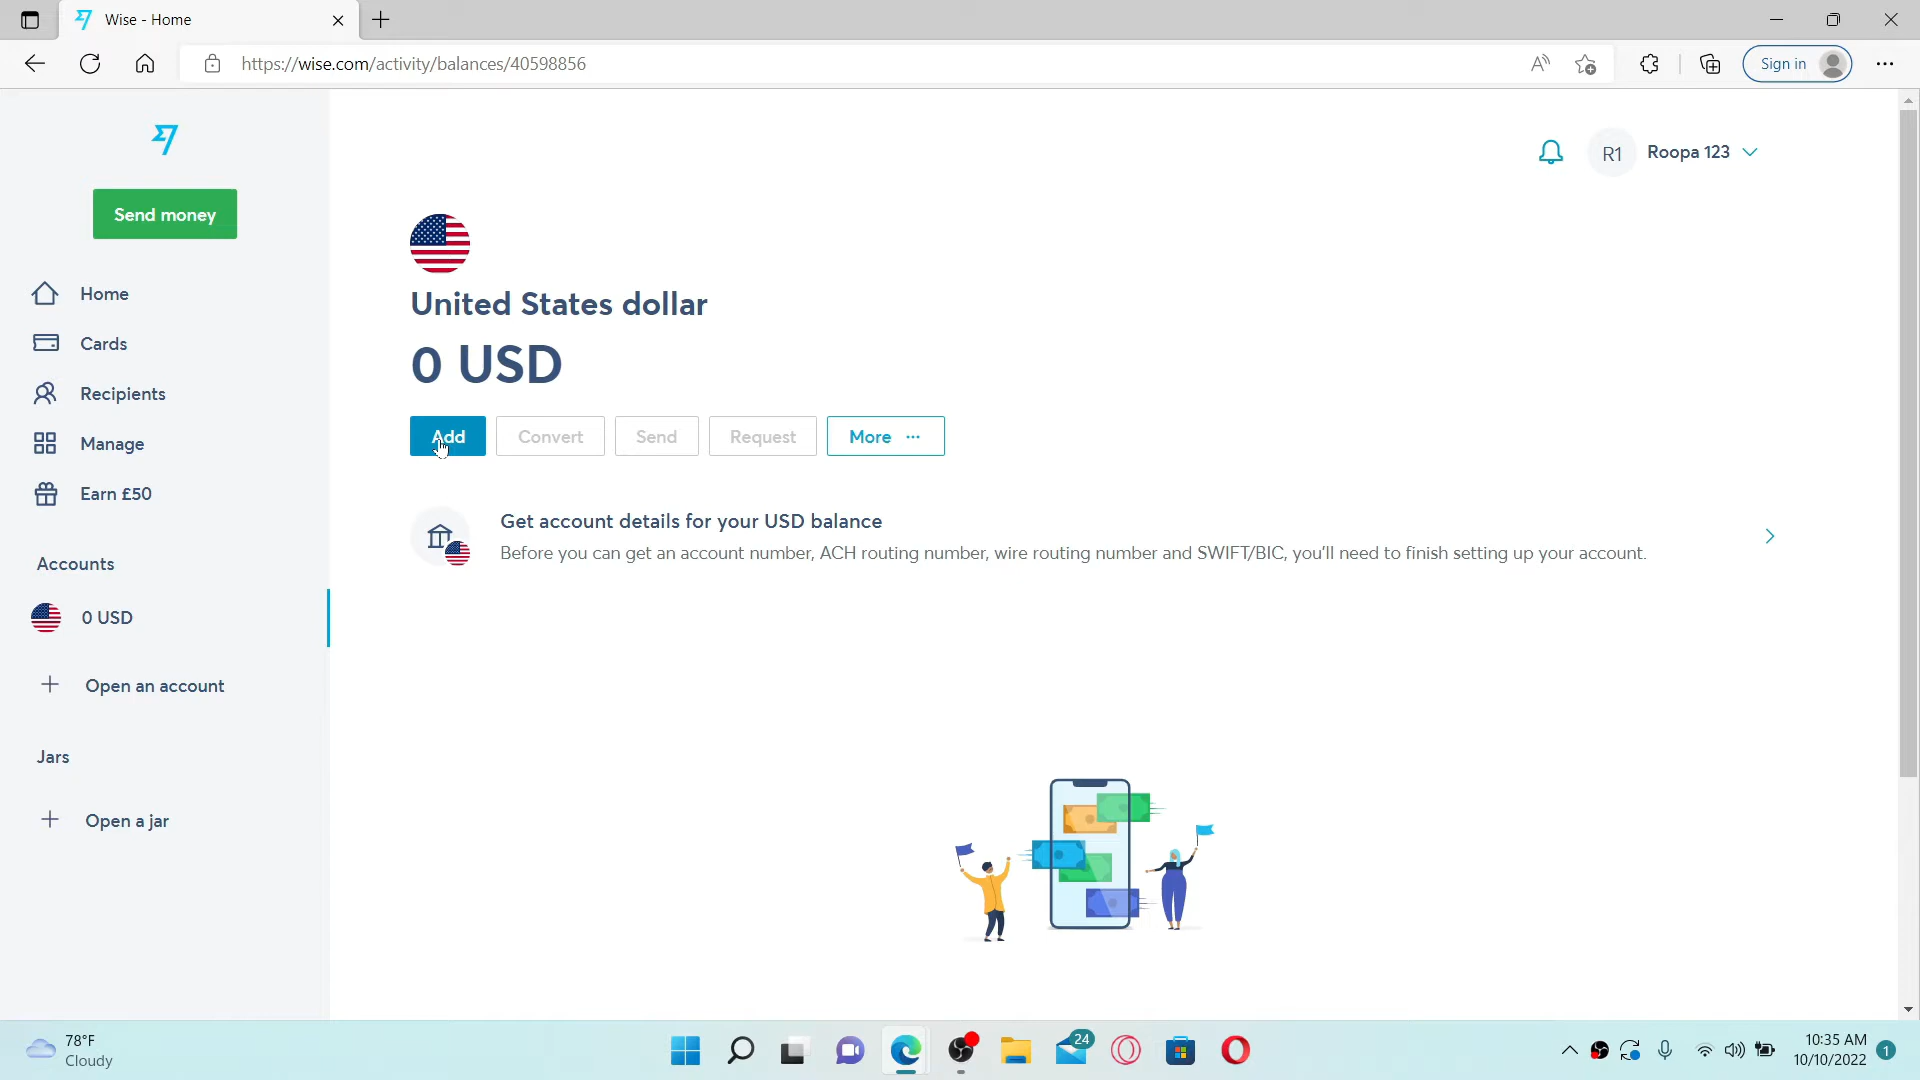 Wise - Home
https://wise.com/activity/balances/40598856
Sign in
Send money
R1 Roopa 123
Home
Cards
Recipients
Manage
Earn £50
Accounts
0 USD
Open an account
Jars
Open a jar
United States dollar
0 USD
Add Convert Send Request More ···
Get account details for your USD balance
Before you can get an account number, ACH routing number, wire routing number and SWIFT/BIC, you'll need to finish setting up your account.
78°F
Cloudy
24
10:35 AM
10/10/2022
1